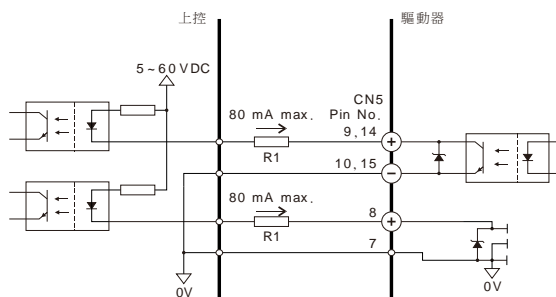 上控
驅動器
5~60VDC
CN5
Pin No.
80 mA max.
9,14
R1
10,15
80 mA max.
8
R1
7
0V
0V